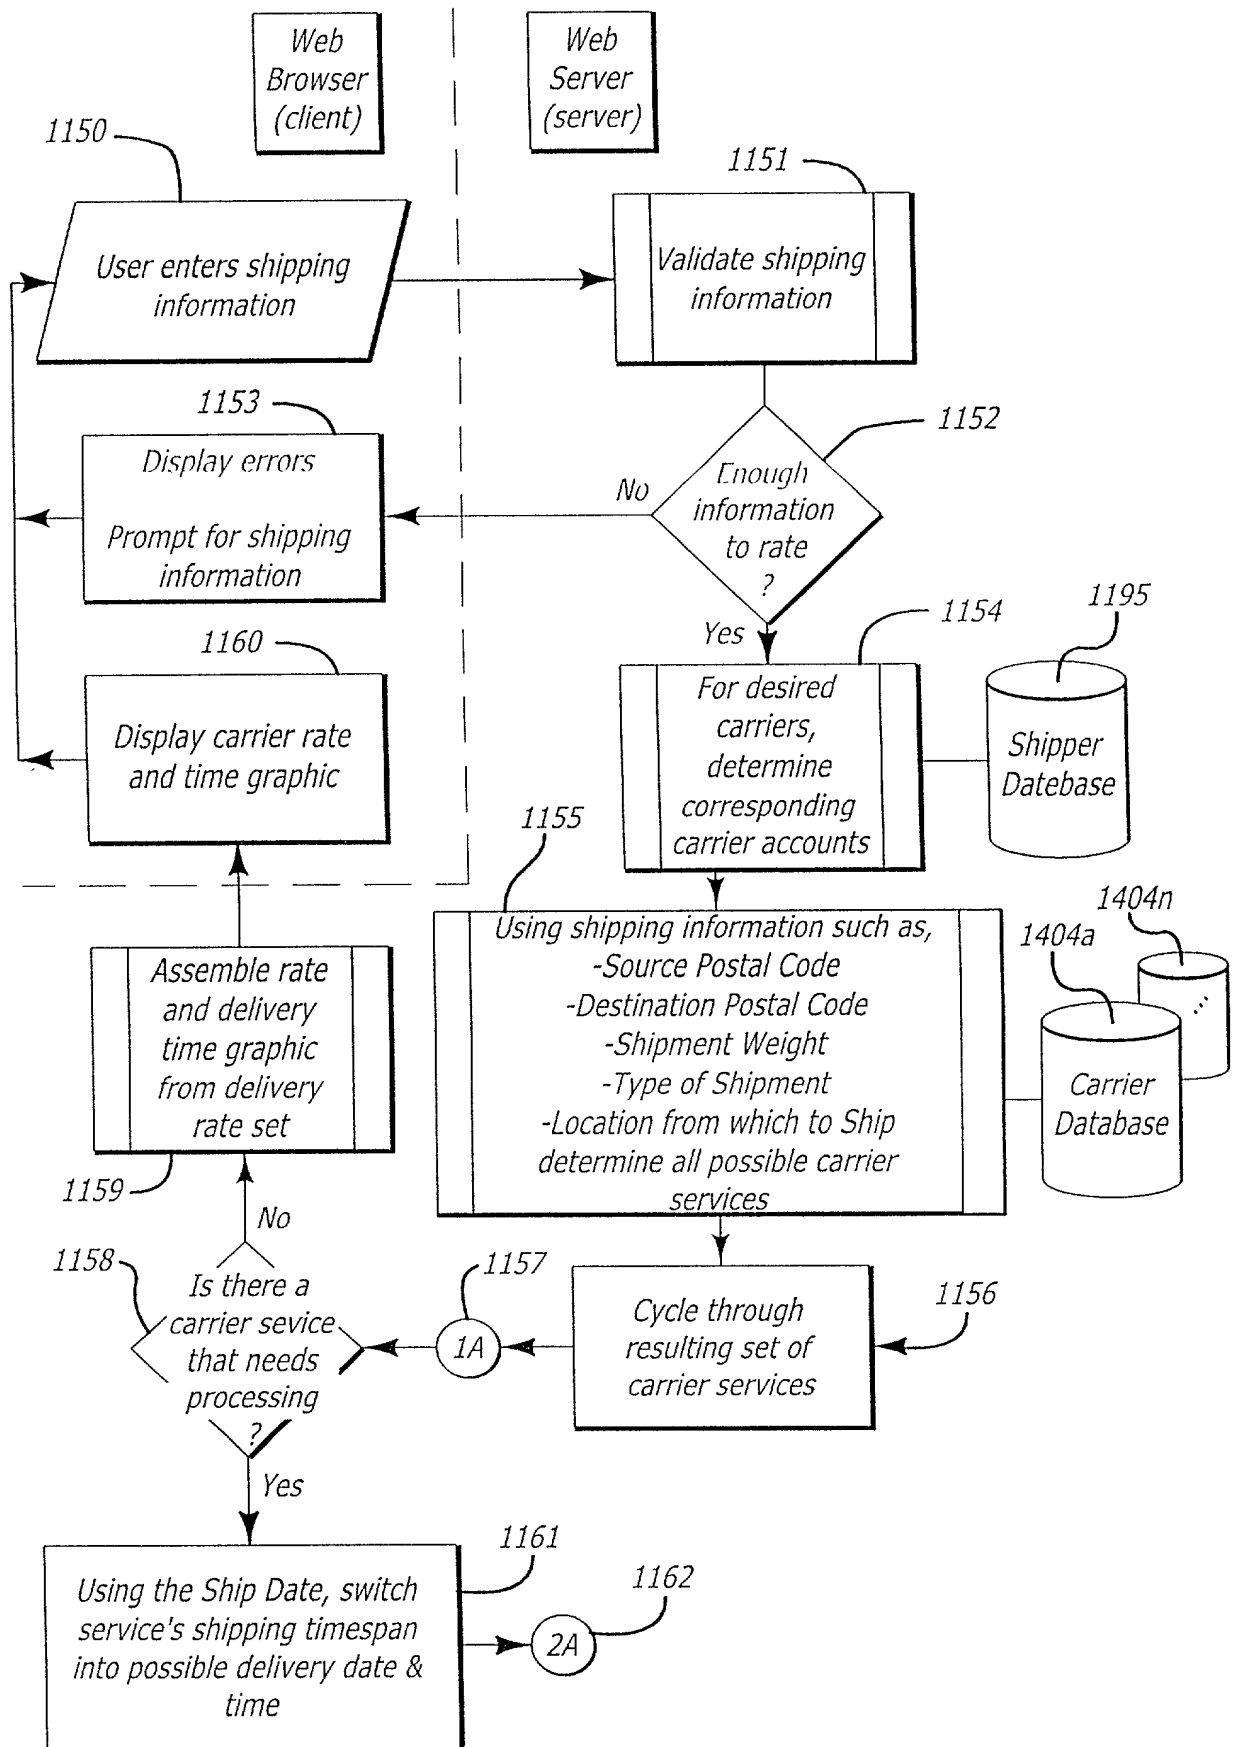 Web
Browser
(client)
Web
Server
(server)
1150
User enters shipping
information
1151
Validate shipping
information
1153
Display errors
Prompt for shipping
information
1152
Enough
information
to rate
?
No
Yes
1160
Display carrier rate
and time graphic
1154
For desired
carriers,
determine
corresponding
carrier accounts
1195
Shipper
Datebase
1155
Using shipping information such as,
-Source Postal Code
-Destination Postal Code
-Shipment Weight
-Type of Shipment
-Location from which to Ship
determine all possible carrier
services
1404n
1404a
...
Carrier
Database
Assemble rate
and delivery
time graphic
from delivery
rate set
1159
No
1158
Is there a
carrier sevice
that needs
processing
?
Yes
1157
1A
Cycle through
resulting set of
carrier services
1156
1161
Using the Ship Date, switch
service's shipping timespan
into possible delivery date &
time
1162
2A